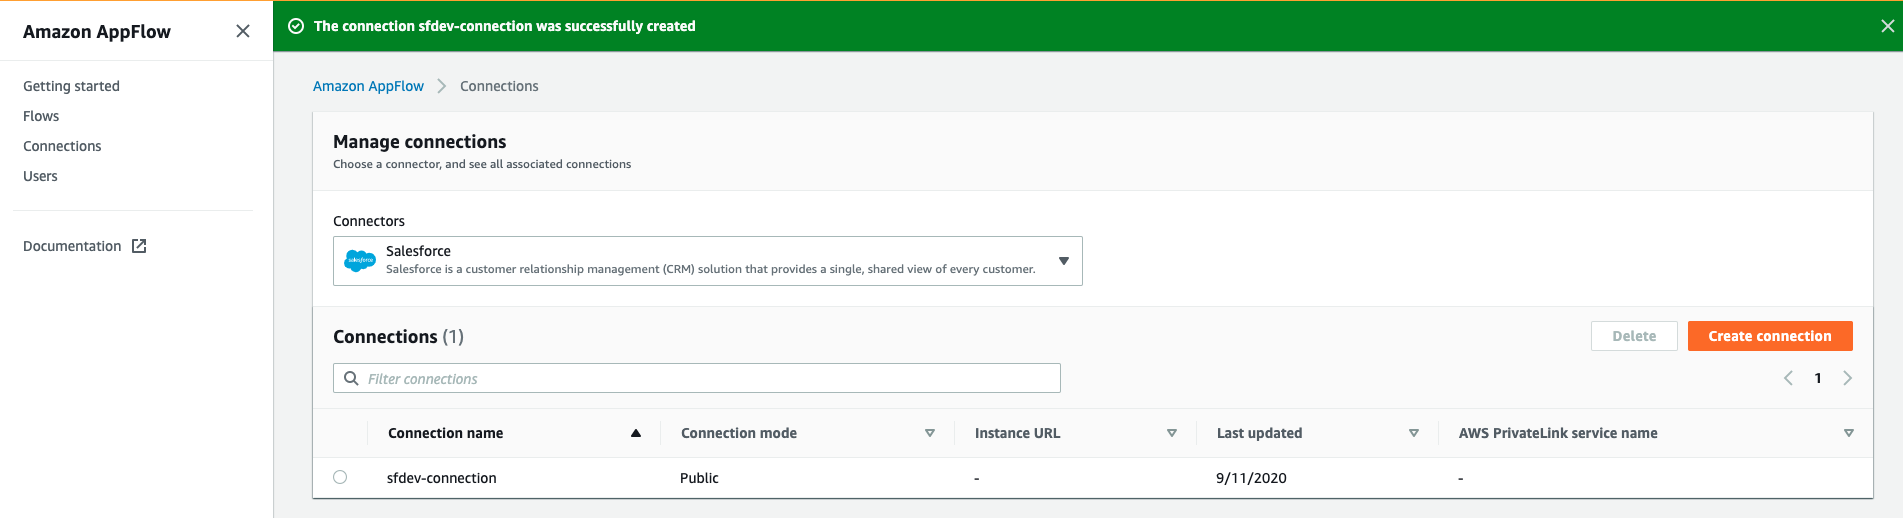 Amazon AppFlow
Getting started
Flows
Connections
Users
Documentation
The connection sfdev-connection was successfully created
Amazon AppFlow Connections
Manage connections
Choose a connector, and see all associated connections
Connectors
salesforce
Salesforce
Salesforce is a customer relationship management (CRM) solution that provides a single, shared view of every customer.
Connections (1)
Delete
Create connection
Filter connections
1
Connection name Connection mode Instance URL Last updated AWS PrivateLink service name
sfdev-connection Public - 9/11/2020 -